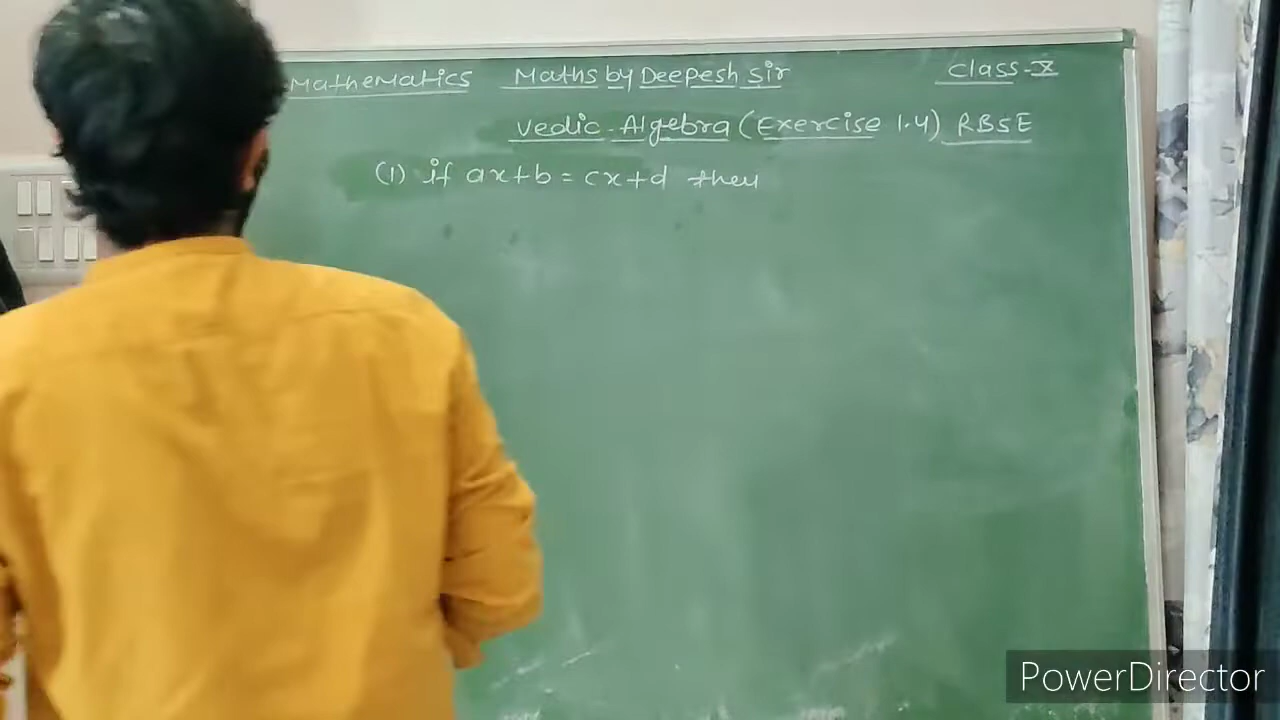 Mathematics Maths by Deepesh Sir Class-X
Vedic-Algebra (Exercise 1.4) RBSE
(1) if ax+b = cx+d then
PowerDirector